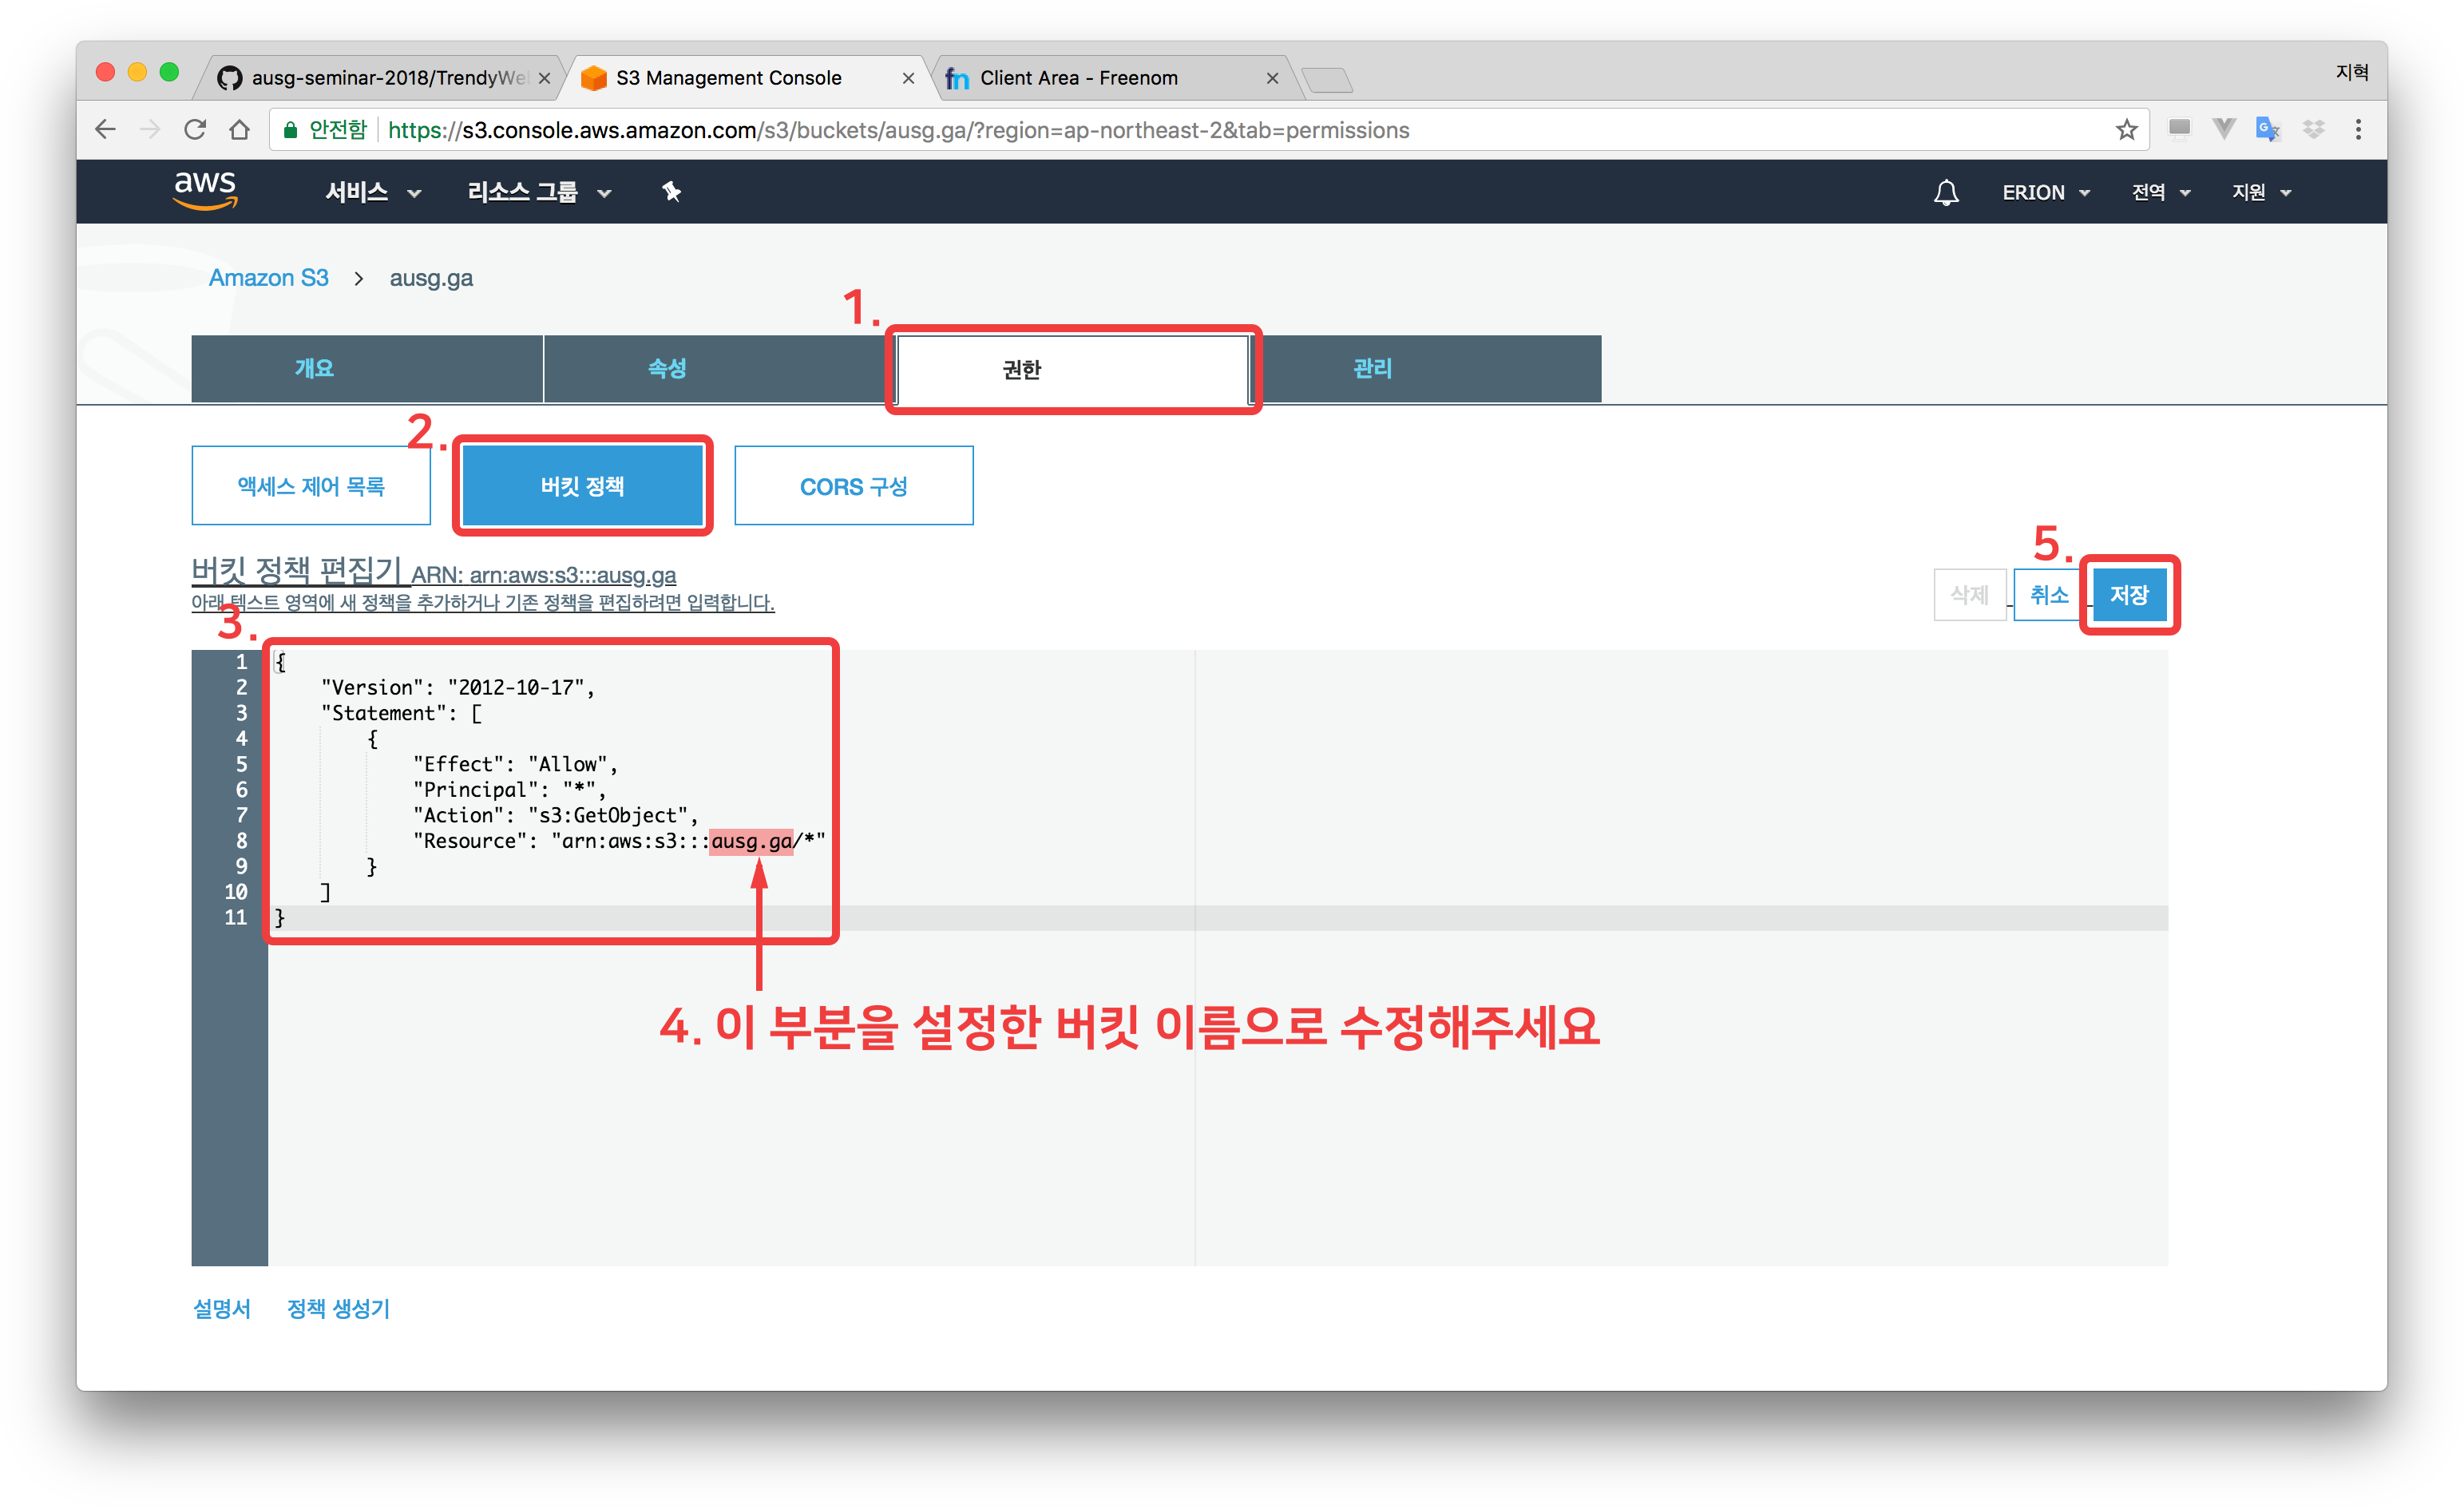 ausg-seminar-2018/TrendyWe
S3 Management Console
fn Client Area - Freenom
지혁
안전함 https://s3.console.aws.amazon.com/s3/buckets/ausg.ga/?region=ap-northeast-2&tab=permissions
aws 서비스 리소스 그룹 ERION 전역 지원
Amazon S3 > ausg.ga
1.
개요 속성 권한 관리
2.
액세스 제어 목록 버킷 정책 CORS 구성
5.
버킷 정책 편집기 ARN: arn:aws:s3:::ausg.ga
아래 텍스트 영역에 새 정책을 추가하거나 기존 정책을 편집하려면 입력합니다.
삭제 취소 저장
3.
1 {
2 "Version": "2012-10-17",
3 "Statement": [
4 {
5 "Effect": "Allow",
6 "Principal": "*",
7 "Action": "s3:GetObject",
8 "Resource": "arn:aws:s3:::ausg.ga/*"
9 }
10 ]
11 }
4. 이 부분을 설정한 버킷 이름으로 수정해주세요
설명서 정책 생성기